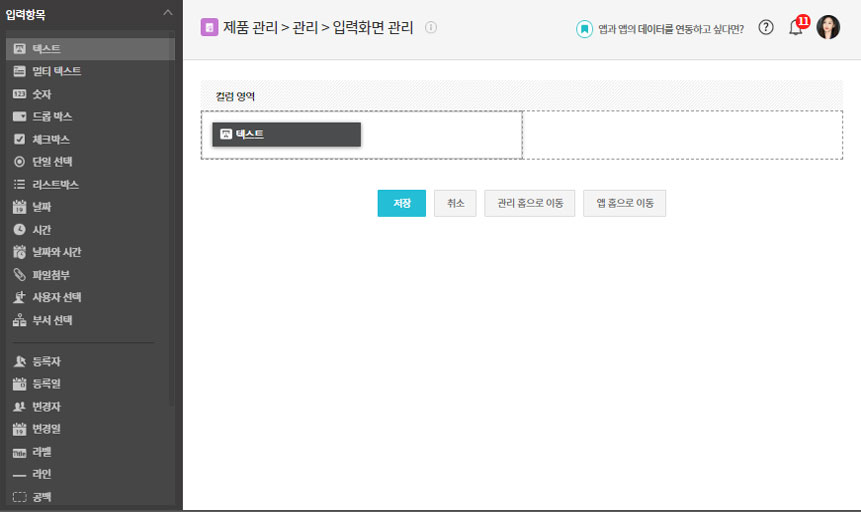 입력항목
텍스트
멀티 텍스트
123 숫자
드롭 박스
체크박스
단일 선택
리스트박스
19 날짜
시간
날짜와 시간
파일첨부
사용자 선택
부서 선택
등록자
등록일
변경자
19 변경일
Title 라벨
라인
공백
제품 관리 > 관리 > 입력화면 관리
앱과 앱의 데이터를 연동하고 싶다면?
11
컬럼 영역
텍스트
저장 취소 관리 홈으로 이동 앱 홈으로 이동